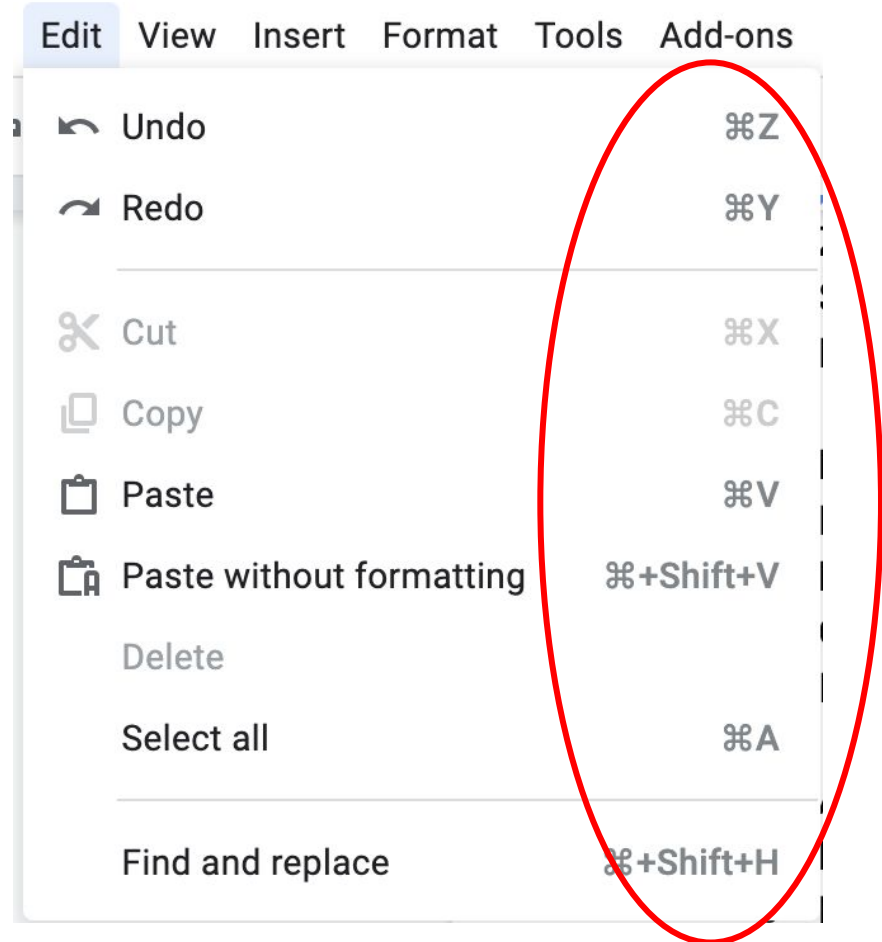 Edit View Insert Format Tools Add-ons
Undo ⌘Z
Redo ⌘Y
Cut ⌘X
Copy ⌘C
Paste ⌘V
Paste without formatting ⌘+Shift+V
Delete
Select all ⌘A
Find and replace ⌘+Shift+H